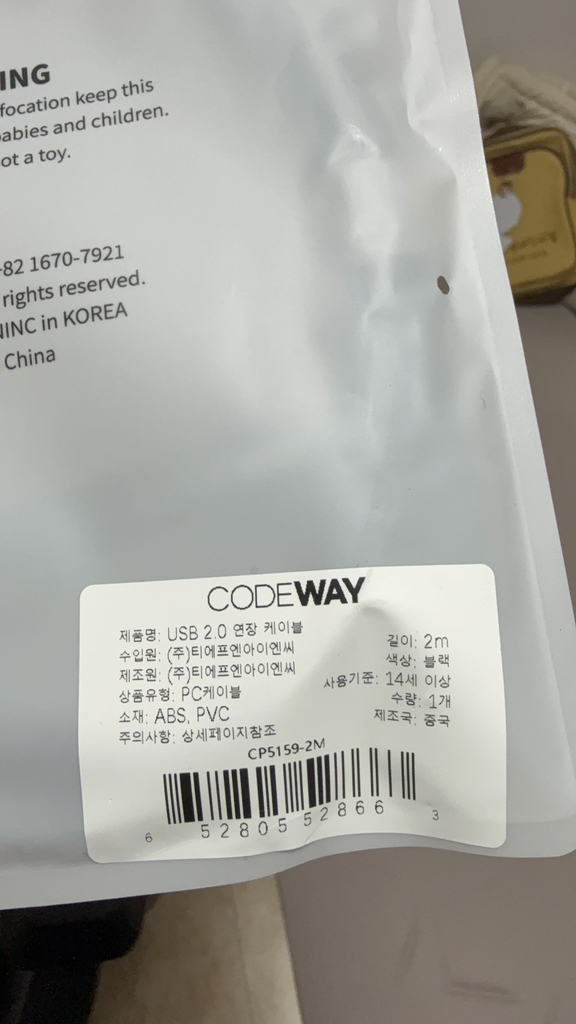 ING
focation keep this
abies and children.
ot a toy.
-82 1670-7921
rights reserved.
INC in KOREA
China
CODEWAY
제품명: USB 2.0 연장 케이블
수입원: (주)티에프엔아이엔씨
제조원: (주)티에프엔아이엔씨
상품유형: PC케이블
소재: ABS, PVC
주의사항: 상세페이지참조
길이: 2m
색상: 블랙
사용기준: 14세 이상
수량: 1개
제조국: 중국
CP5159-2M
6 52805 52866 3